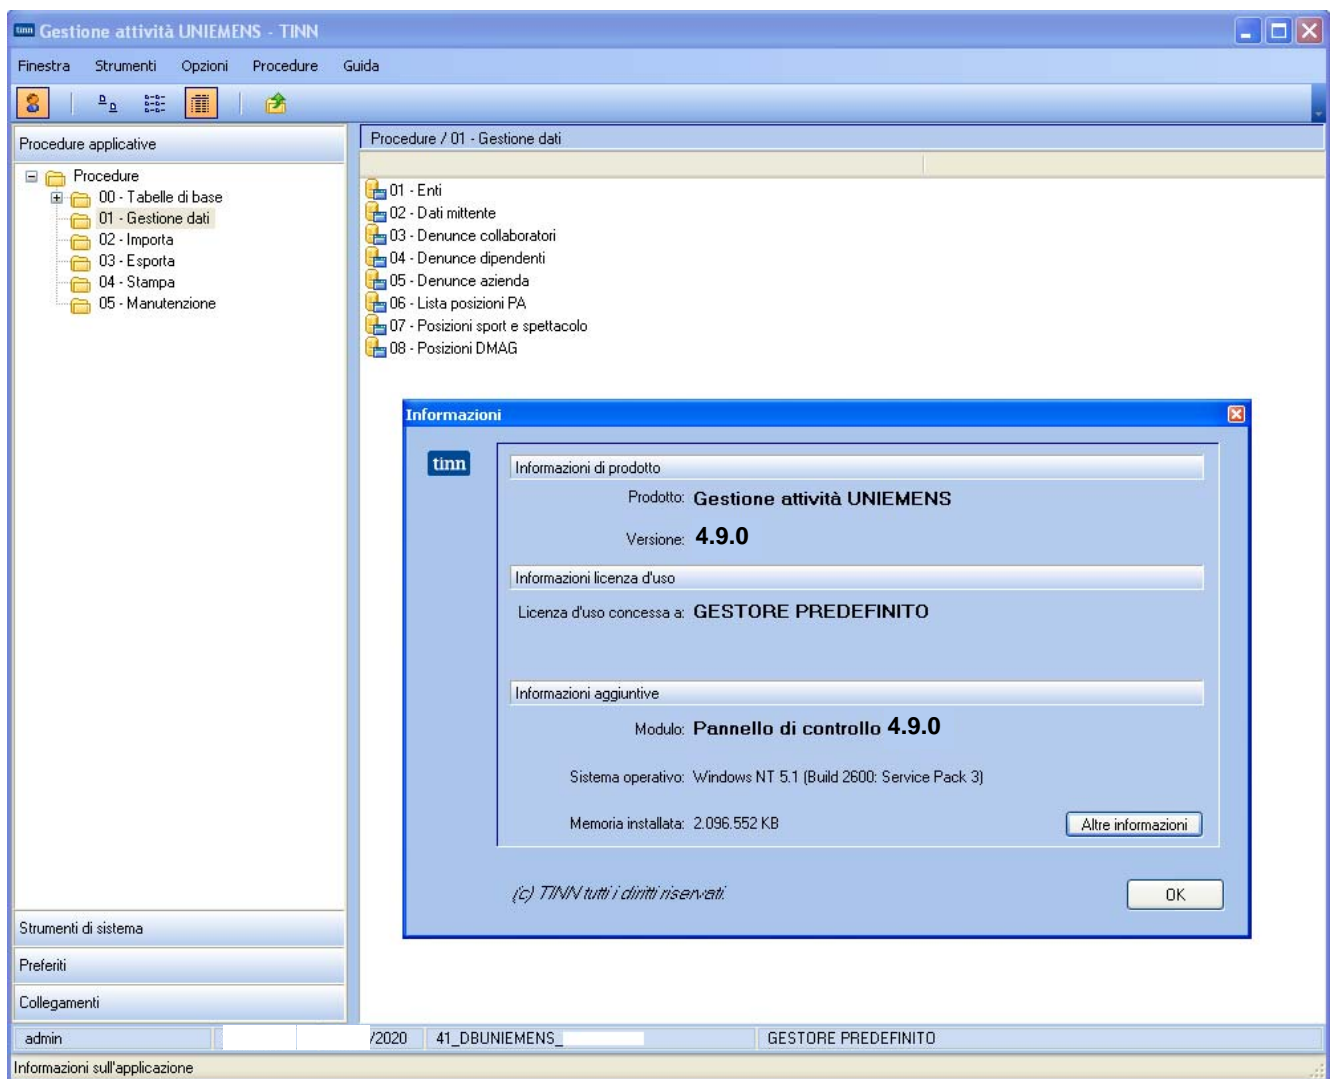 tinn Gestione attività UNIEMENS - TINN
Finestra Strumenti Opzioni Procedure Guida
Procedure applicative
Procedure / 01 - Gestione dati
Procedure
00 - Tabelle di base
01 - Gestione dati
02 - Importa
03 - Esporta
04 - Stampa
05 - Manutenzione
01 - Enti
02 - Dati mittente
03 - Denunce collaboratori
04 - Denunce dipendenti
05 - Denunce azienda
06 - Lista posizioni PA
07 - Posizioni sport e spettacolo
08 - Posizioni DMAG
Informazioni
tinn
Informazioni di prodotto
Prodotto: Gestione attività UNIEMENS
Versione: 4.9.0
Informazioni licenza d'uso
Licenza d'uso concessa a: GESTORE PREDEFINITO
Informazioni aggiuntive
Modulo: Pannello di controllo 4.9.0
Sistema operativo: Windows NT 5.1 (Build 2600: Service Pack 3)
Memoria installata: 2.096.552 KB
Altre informazioni
(c) TINN tutti i diritti riservati.
OK
Strumenti di sistema
Preferiti
Collegamenti
admin /2020 41_DBUNIEMENS_ GESTORE PREDEFINITO
Informazioni sull'applicazione